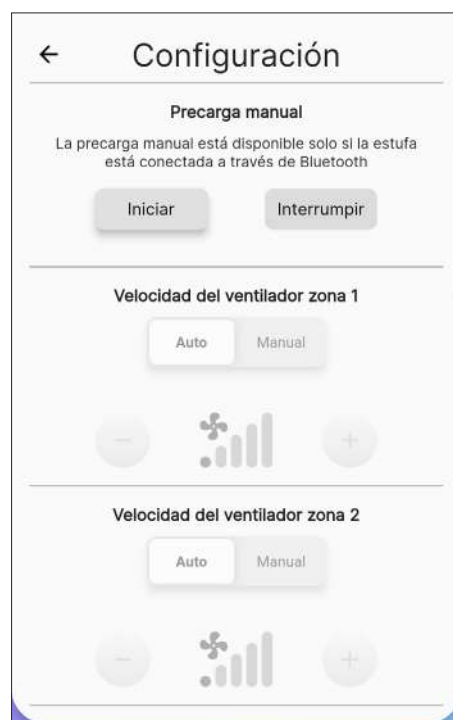 Configuración
Precarga manual
La precarga manual está disponible solo si la estufa
está conectada a través de Bluetooth
Iniciar
Interrumpir
Velocidad del ventilador zona 1
Auto
Manual
Velocidad del ventilador zona 2
Auto
Manual